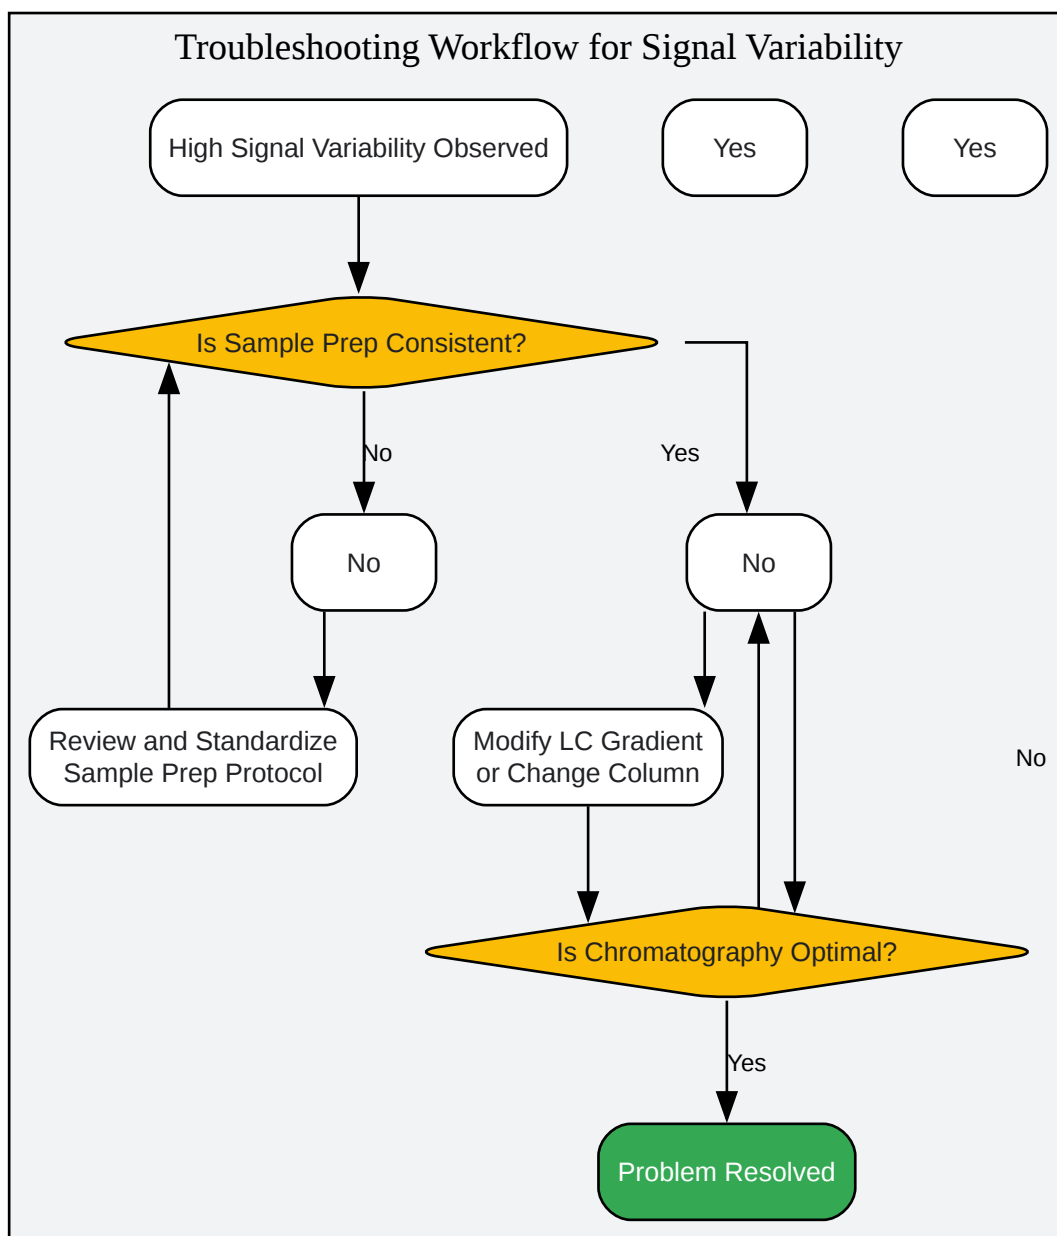 Troubleshooting Workflow for Signal Variability
High Signal Variability Observed
Yes
Yes
Is Sample Prep Consistent?
No
Yes
No
No
Review and Standardize
Sample Prep Protocol
Modify LC Gradient
or Change Column
No
Is Chromatography Optimal?
Yes
Problem Resolved